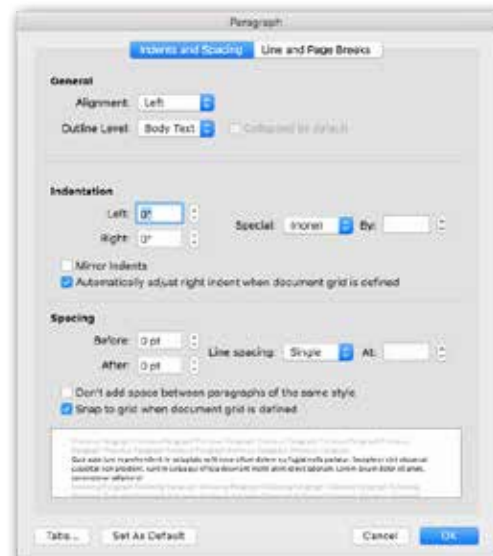 Paragraph
Indents and Spacing Line and Page Breaks
General
Alignment: Left
Outline Level: Body Text Collapsed by default
Indentation
Left: 0"
Right: 0"
Special: (none) By:
Mirror Indents
Automatically adjust right indent when document grid is defined
Spacing
Before: 0 pt
After: 0 pt
Line spacing: Single At:
Don't add space between paragraphs of the same style
Snap to grid when document grid is defined
Tabs... Set As Default Cancel OK